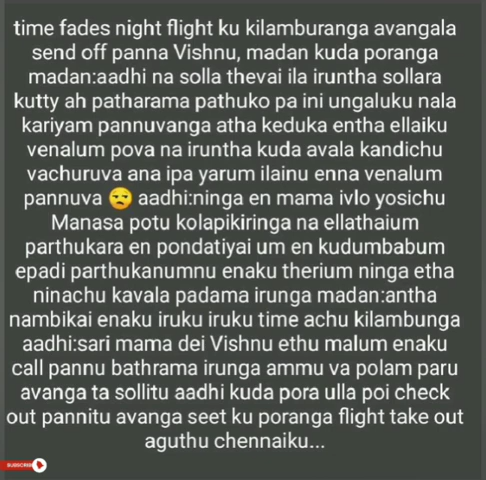 time fades night flight ku kilamburanga avangala
send off panna Vishnu, madan kuda poranga
madan:aadhi na solla thevai ila iruntha sollara
kutty ah patharama pathuko pa ini ungaluku nala
kariyam pannuvanga atha keduka entha ellaiku
venalum pova na iruntha kuda avala kandichu
vachuruva ana ipa yarum ilainu enna venalum
pannuva 😒 aadhi:ninga en mama ivlo yosichu
Manasa potu kolapikiringa na ellathaium
parthukara en pondatiyai um en kudumbabum
epadi parthukanumnu enaku therium ninga etha
ninachu kavala padama irunga madan:antha
nambikai enaku iruku iruku time achu kilambunga
aadhi:sari mama dei Vishnu ethu malum enaku
call pannu bathrama irunga ammu va polam paru
avanga ta sollitu aadhi kuda pora ulla poi check
out pannitu avanga seet ku poranga flight take out
aguthu chennaiku...
SUBSCRIBE